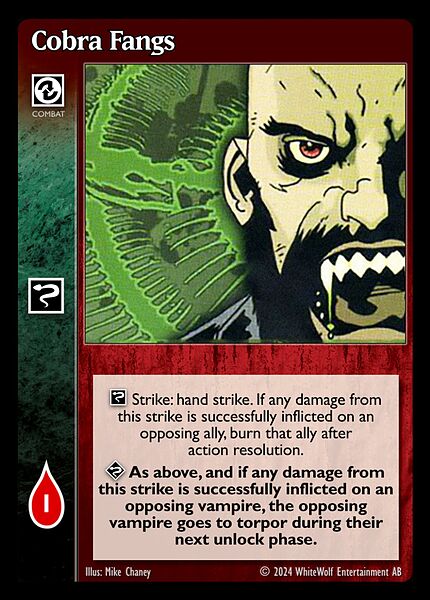 Cobra Fangs
COMBAT
Strike: hand strike. If any damage from
this strike is successfully inflicted on an
opposing ally, burn that ally after
action resolution.
As above, and if any damage from
this strike is successfully inflicted on an
opposing vampire, the opposing
vampire goes to torpor during their
next unlock phase.
1
Illus: Mike Chaney
© 2024 WhiteWolf Entertainment AB